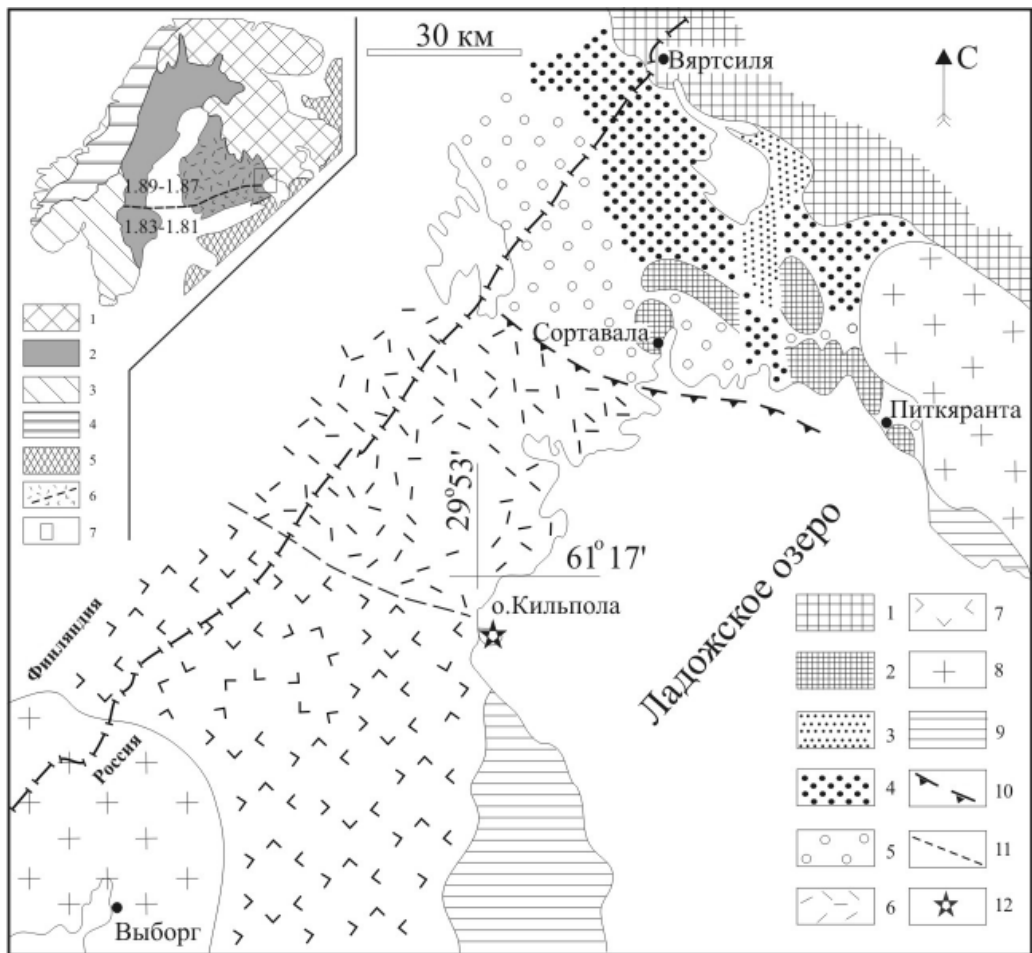 30 км
Вяртсиля
С
1.89-1.87
1.83-1.81
1
2
3
4
5
6
7
Сортавала
Питкяранта
29°53'
61°17'
о.Кильпола
Ладожское озеро
Финляндия
Россия
Выборг
1
2
3
4
5
6
7
8
9
10
11
12